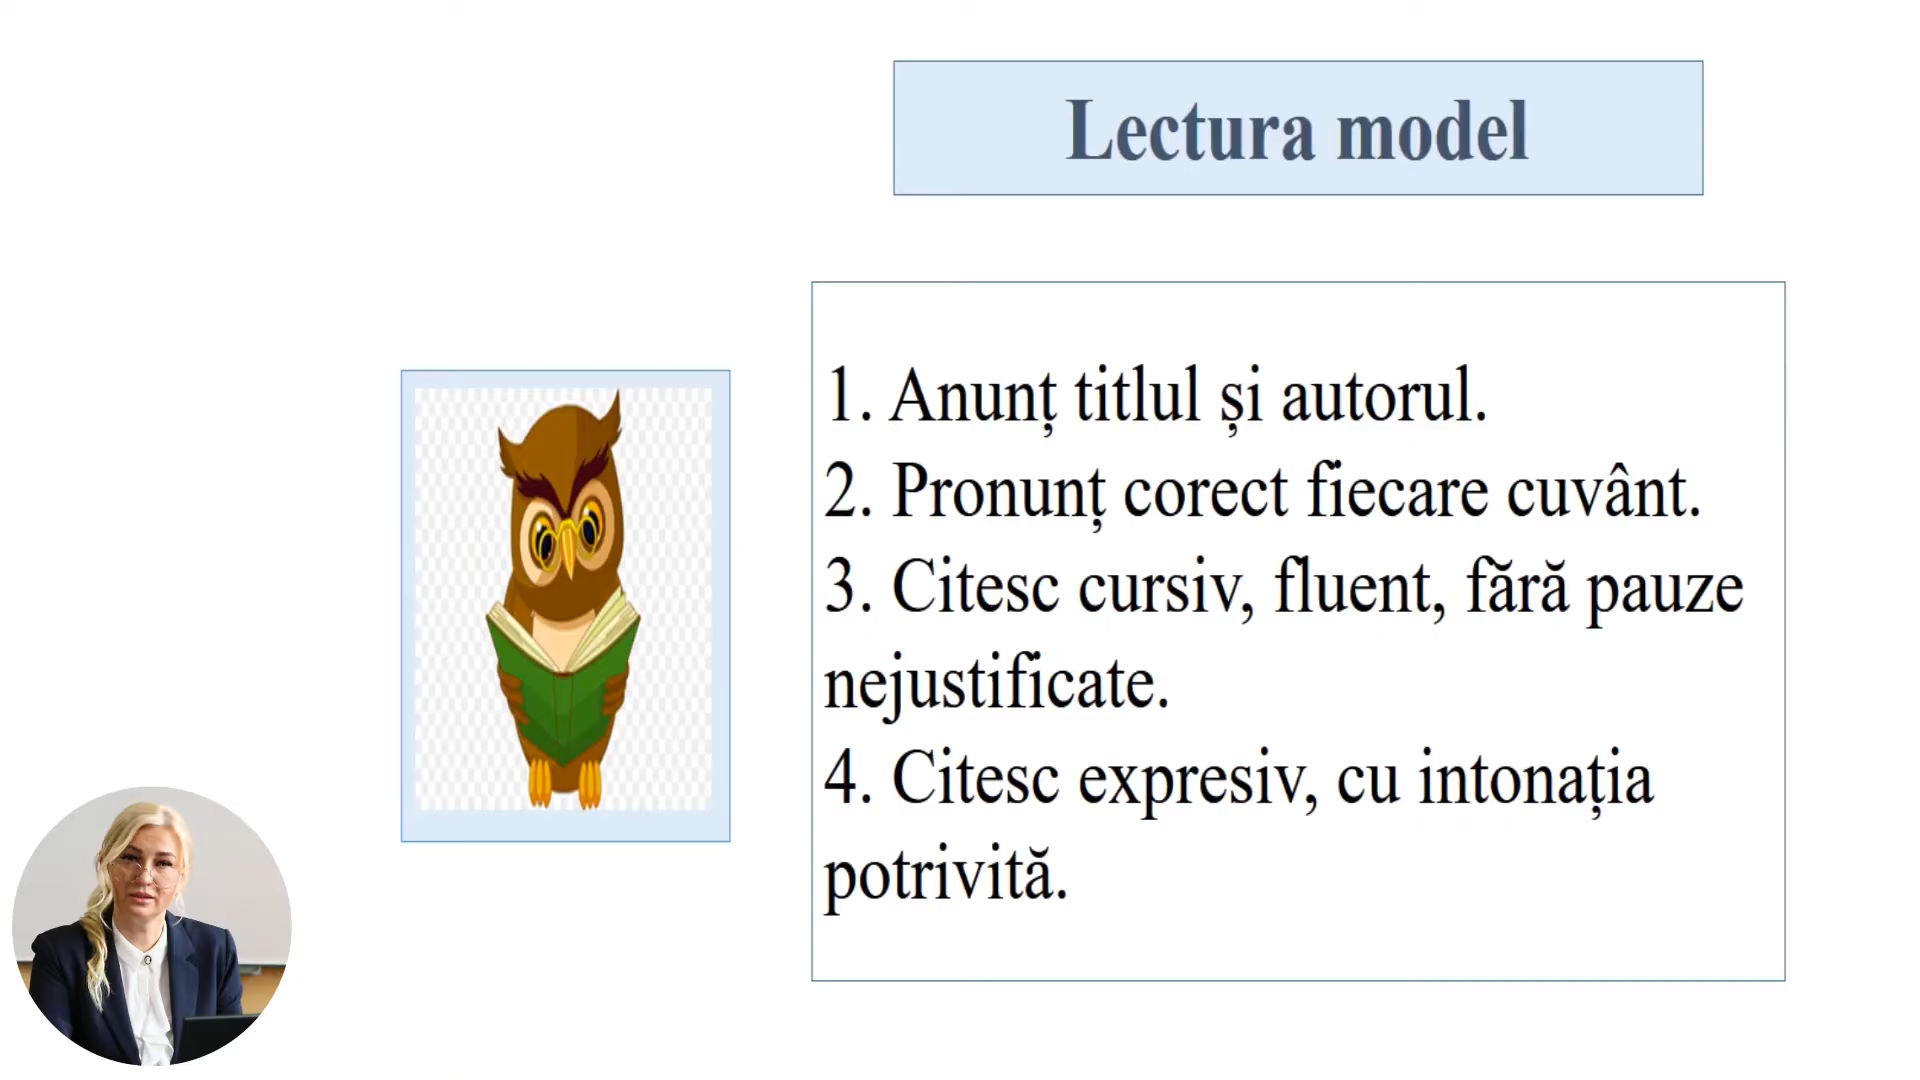 Lectura model
1. Anunț titlul și autorul.
2. Pronunț corect fiecare cuvânt.
3. Citesc cursiv, fluent, fără pauze
nejustificate.
4. Citesc expresiv, cu intonația
potrivită.